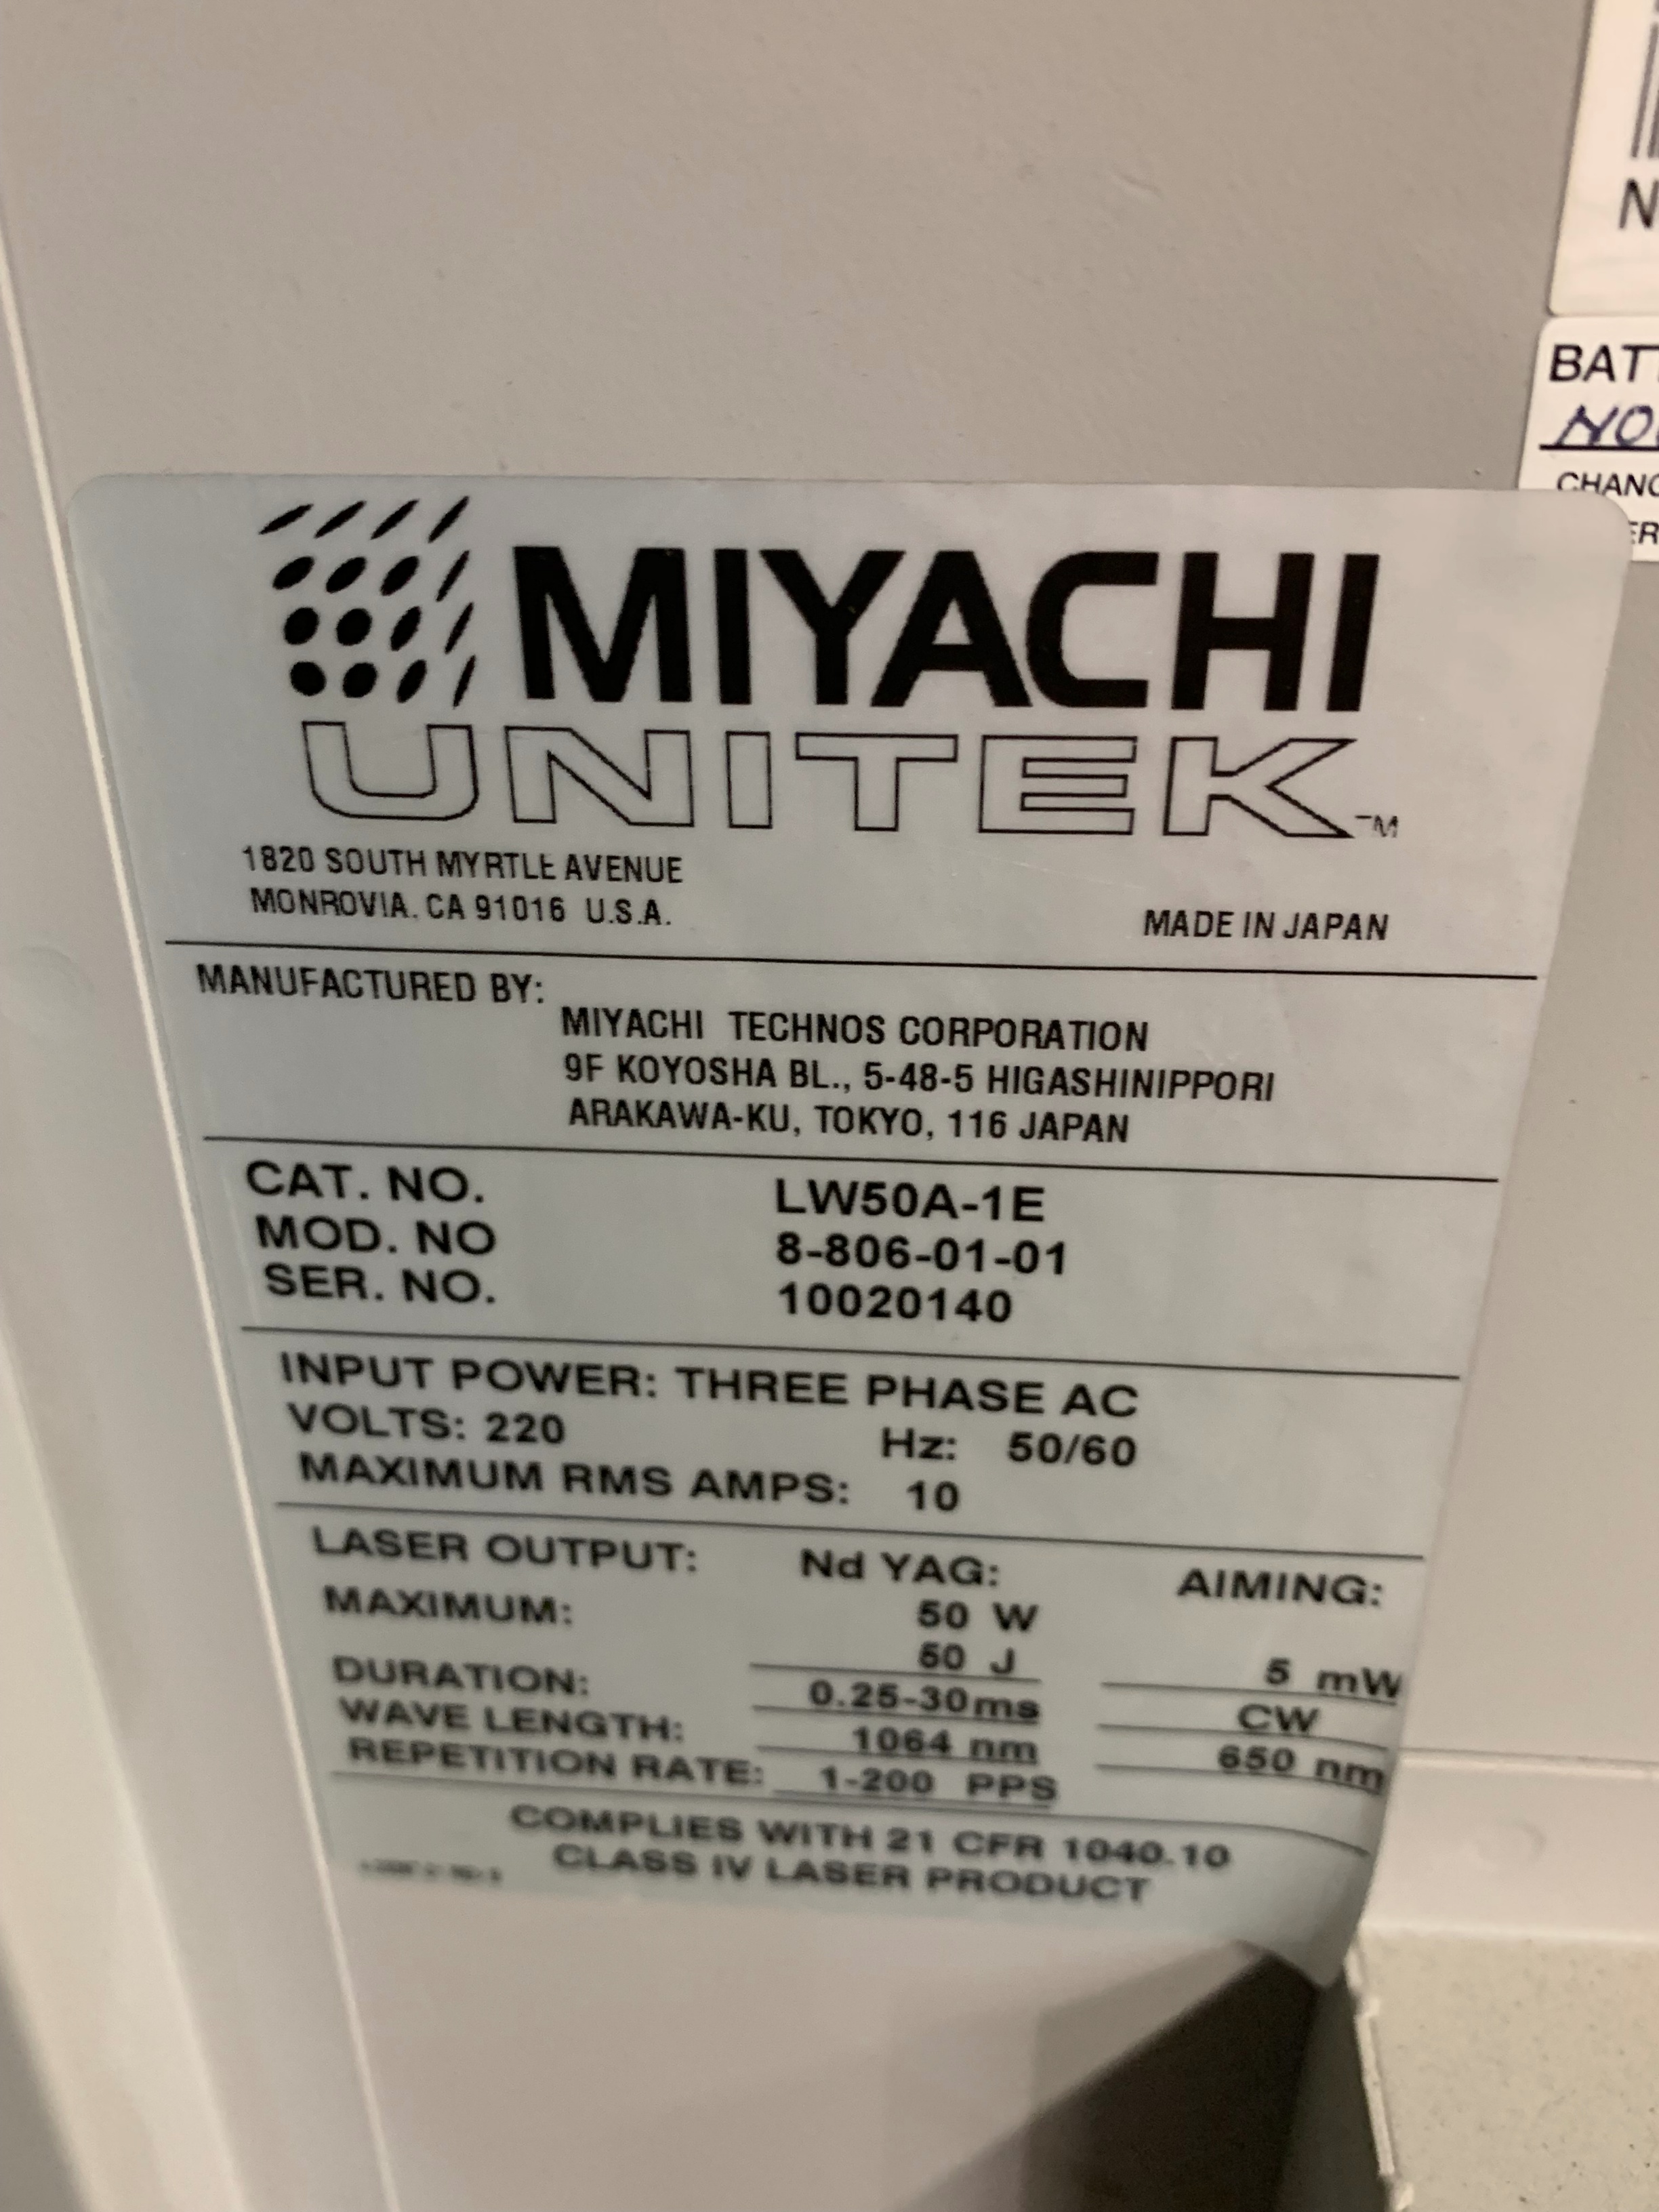 N
BATT
NO
CHANG
ER
MIYACHI
UNITEK™
1820 SOUTH MYRTLE AVENUE
MONROVIA, CA 91016 U.S.A.
MADE IN JAPAN
MANUFACTURED BY:
MIYACHI TECHNOS CORPORATION
9F KOYOSHA BL., 5-48-5 HIGASHINIPPORI
ARAKAWA-KU, TOKYO, 116 JAPAN
CAT. NO. LW50A-1E
MOD. NO 8-806-01-01
SER. NO. 10020140
INPUT POWER: THREE PHASE AC
VOLTS: 220 Hz: 50/60
MAXIMUM RMS AMPS: 10
LASER OUTPUT: Nd YAG: AIMING:
MAXIMUM: 50 W
50 J 5 mW
DURATION: 0.25-30ms CW
WAVE LENGTH: 1064 nm 650 nm
REPETITION RATE: 1-200 PPS
COMPLIES WITH 21 CFR 1040.10
CLASS IV LASER PRODUCT